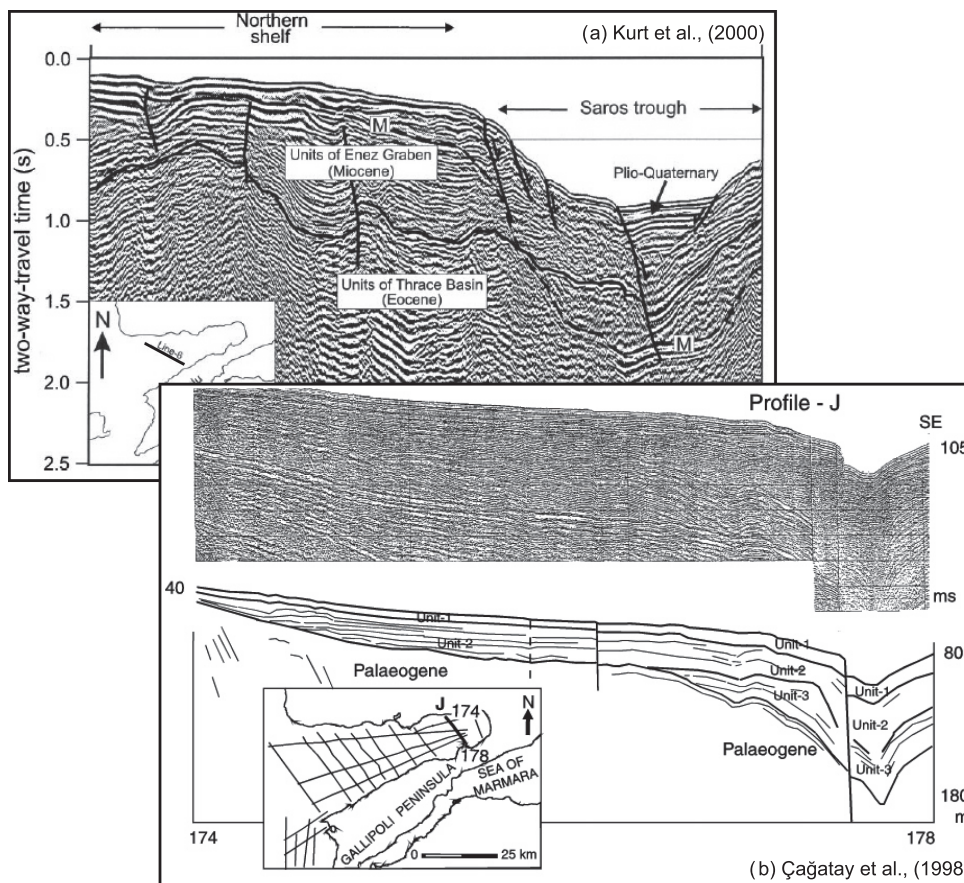 Northern
shelf
(a) Kurt et al., (2000)
0.0
Saros trough
M
0.5
Units of Enez Graben
(Miocene)
Plio-Quaternary
two-way-travel time (s)
1.0
Units of Thrace Basin
(Eocene)
1.5
M
N
Line-8
2.0
2.5
Profile - J
SE
105
ms
40
Unit-1
Unit-1
80
Unit-2
Unit-2
Unit-3
Unit-1
Palaeogene
Unit-2
Palaeogene
Unit-3
J
174
N
178
SEA OF
MARMARA
GALLIPOLI PENINSULA
0 25 km
180
m
174
178
(b) Çağatay et al., (1998